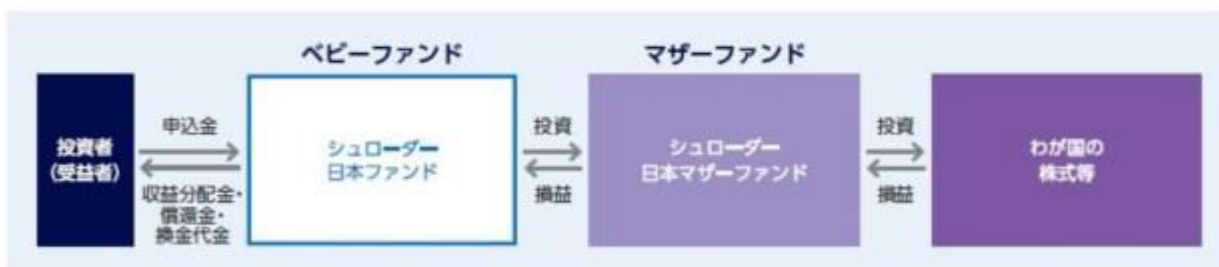 ベビーファンド
マザーファンド
投資者
(受益者)
申込金
収益分配金・
償還金・
換金代金
シュローダー
日本ファンド
投資
損益
シュローダー
日本マザーファンド
投資
損益
わが国の
株式等